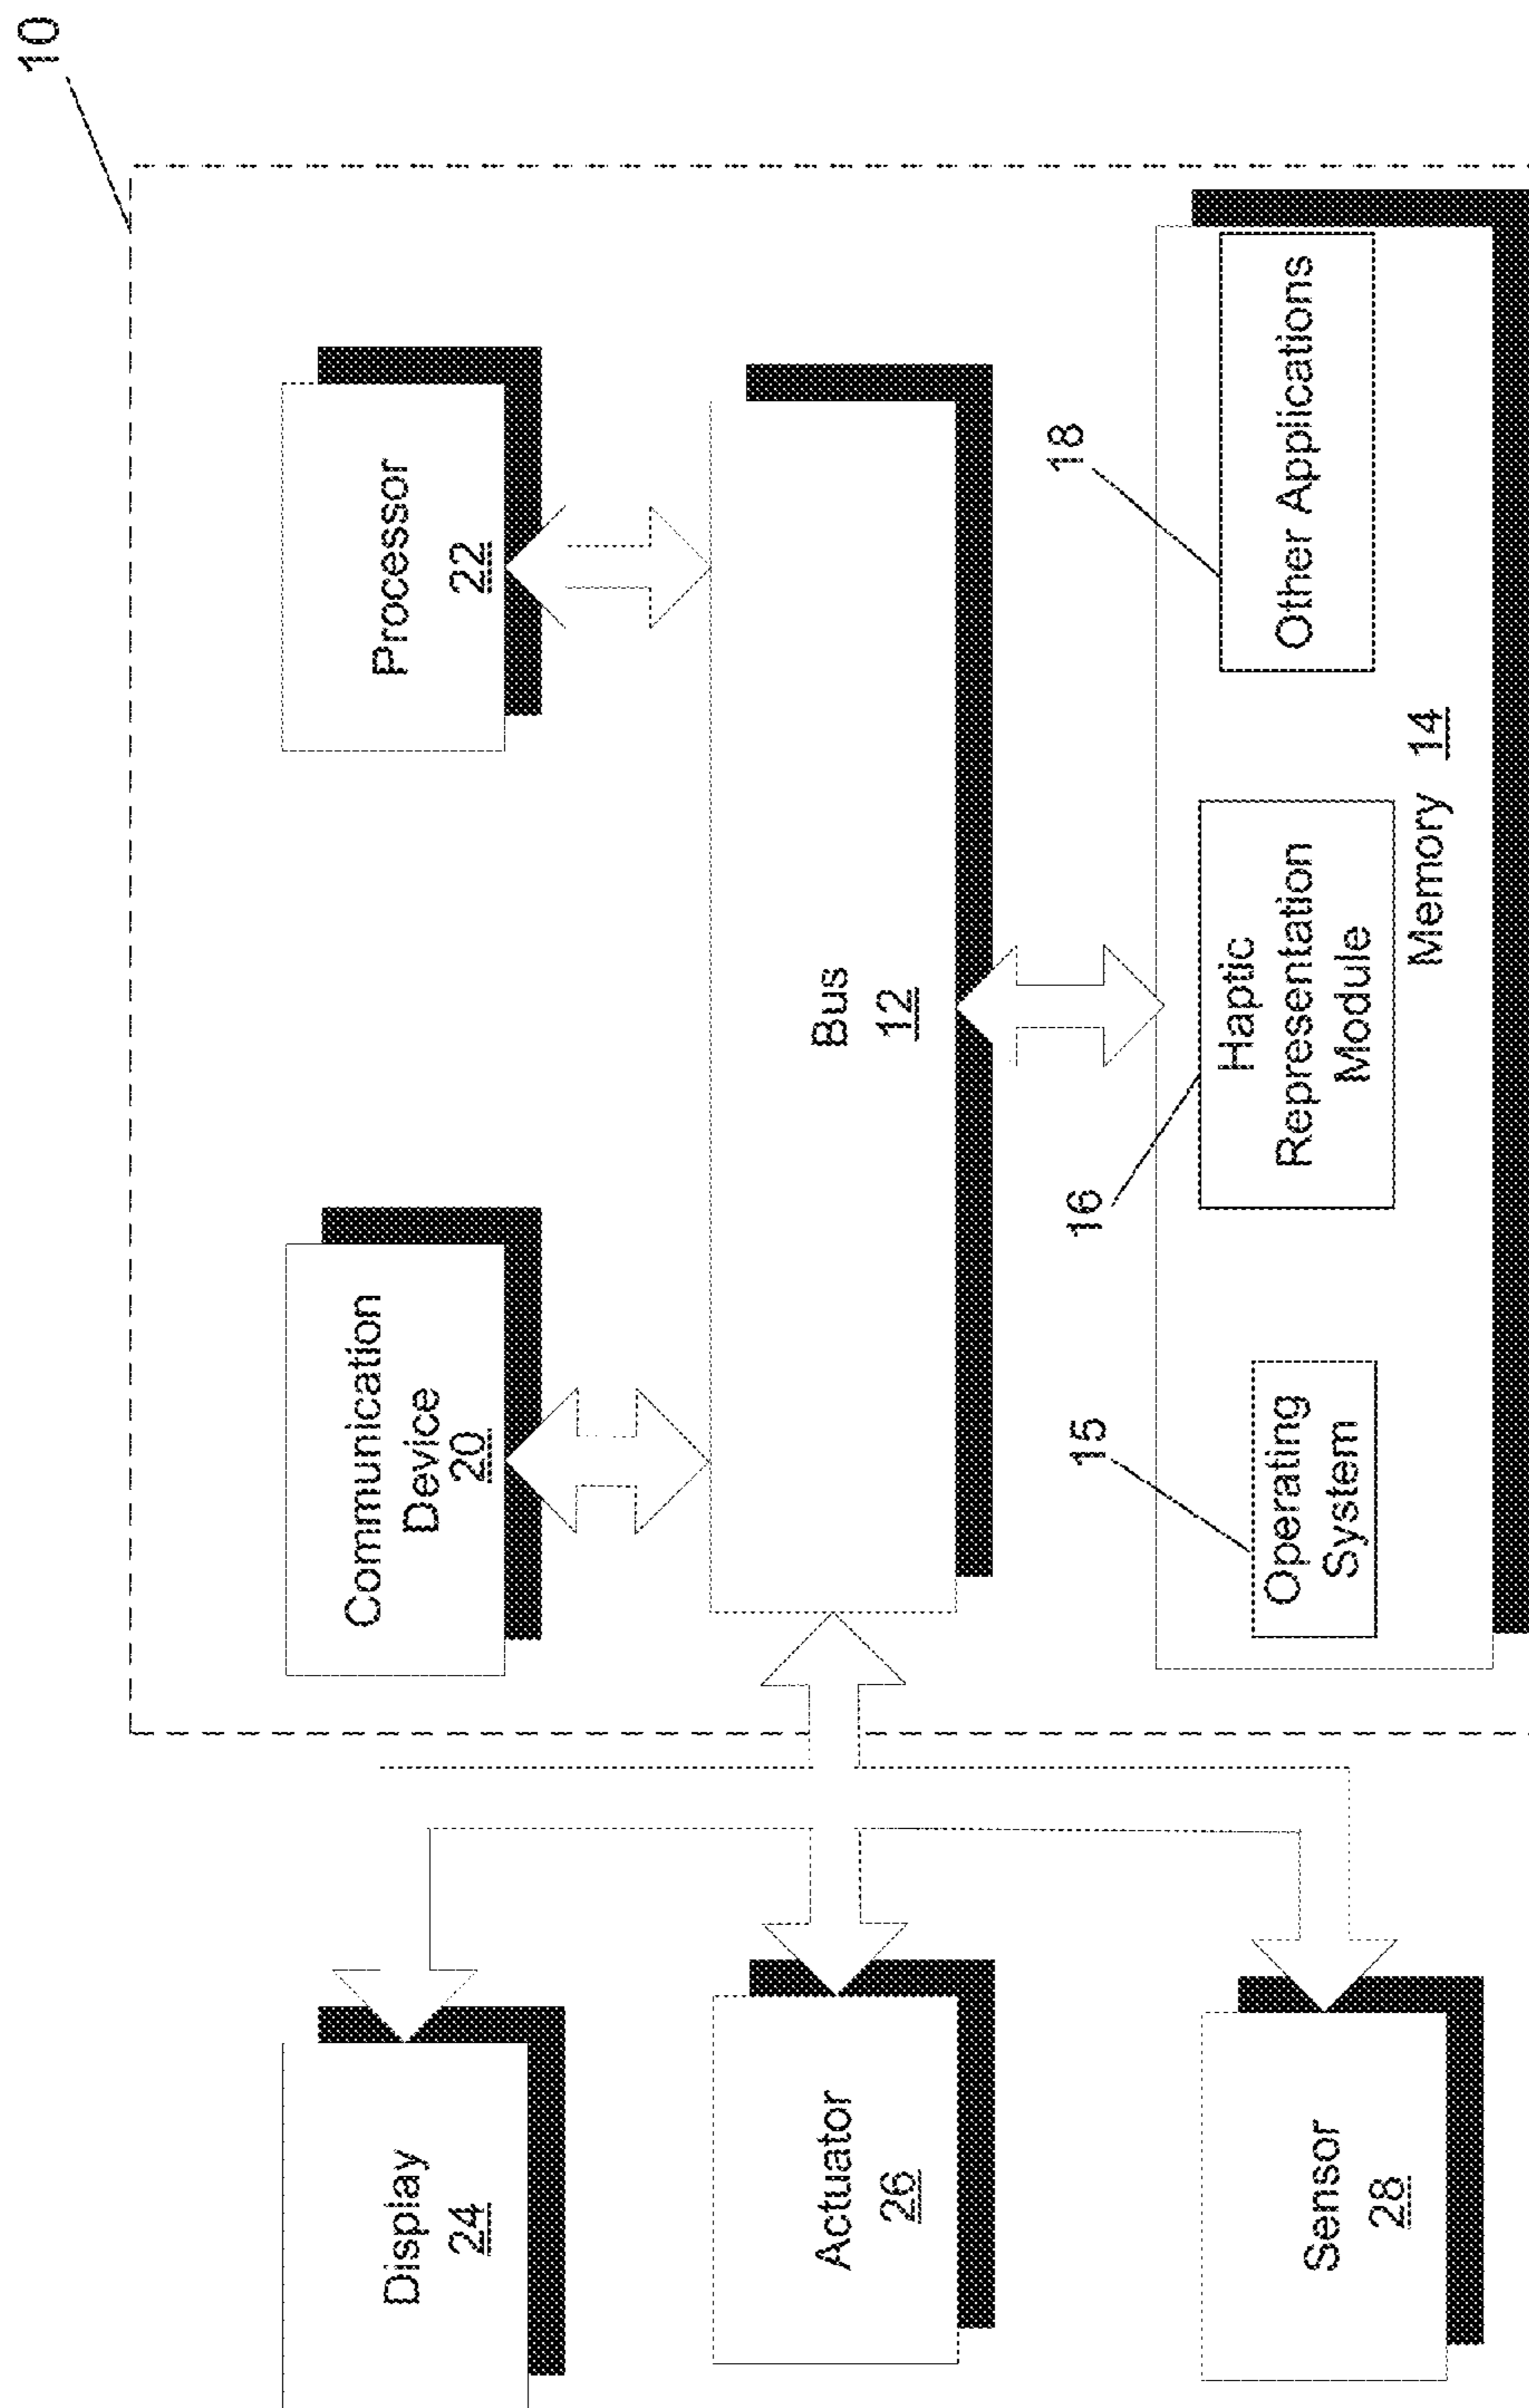 10
Communication
Device
20
Processor
22
Display
24
Bus
12
Actuator
26
15
16
18
Operating
System
Haptic
Representation
Module
Other Applications
Memory 14
Sensor
28